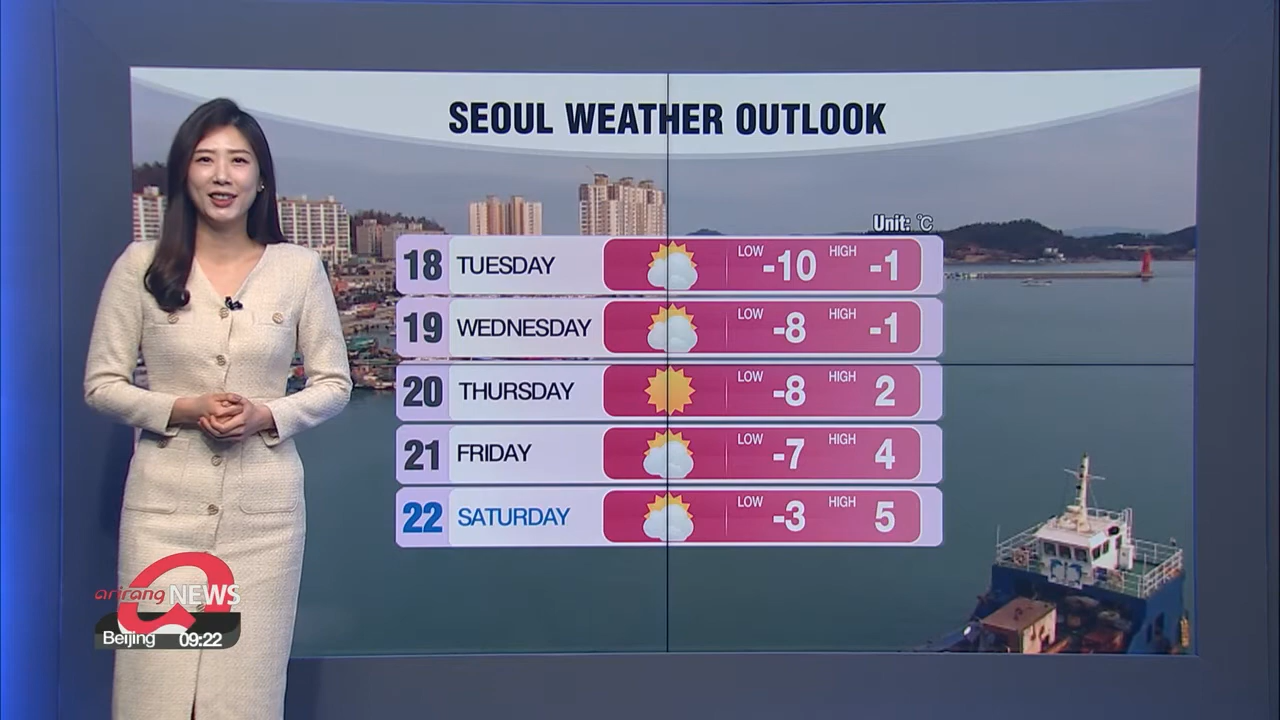 SEOUL WEATHER OUTLOOK
Unit: ℃
18 TUESDAY LOW -10 HIGH -1
19 WEDNESDAY LOW -8 HIGH -1
20 THURSDAY LOW -8 HIGH 2
21 FRIDAY LOW -7 HIGH 4
22 SATURDAY LOW -3 HIGH 5
arirang NEWS
Beijing 09:22